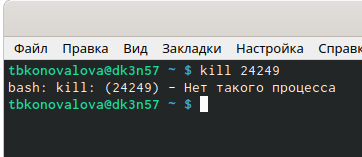 Файл Правка Вид Закладки Настройка Справк
tbkonovalova@dk3n57 ~ $ kill 24249
bash: kill: (24249) – Нет такого процесса
tbkonovalova@dk3n57 ~ $